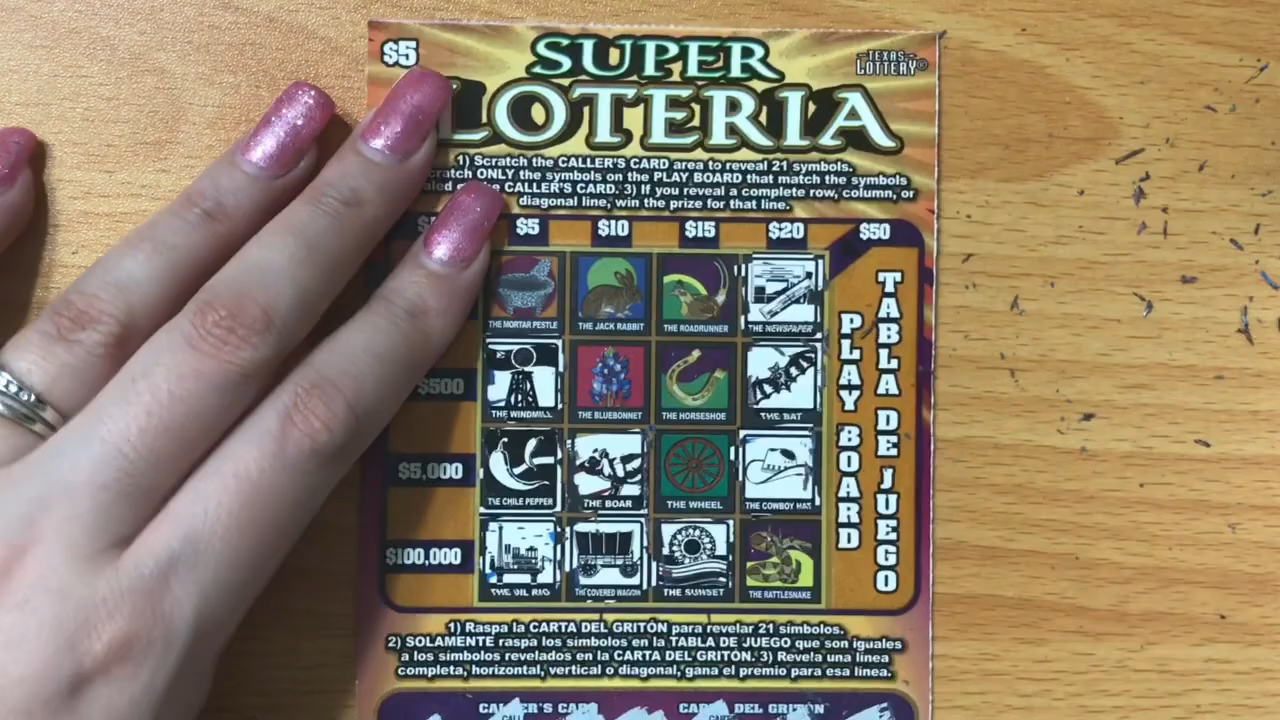 $5
SUPER
TEXAS
LOTTERY®
LOTERIA
1) Scratch the CALLER'S CARD area to reveal 21 symbols.
ONLY the symbols on the PLAY BOARD that match the symbols
CALLER'S CARD. 3) If you reveal a complete row, column, or
diagonal line, win the prize for that line.
$5 $10 $15 $20 $50
THE MORTAR PESTLE THE JACK RABBIT THE ROADRUNNER THE NEWSPAPER
$500 THE WINDMILL THE BLUEBONNET THE HORSESHOE THE BAT
$5,000 THE CHILE PEPPER THE BOAR THE WHEEL THE COWBOY HAT
$100,000 THE OIL RIG THE COVERED WAGON THE SUNSET THE RATTLESNAKE
PLAY BOARD
TABLA DE JUEGO
1) Raspa la CARTA DEL GRITÓN para revelar 21 símbolos.
2) SOLAMENTE raspa los símbolos en la TABLA DE JUEGO que son iguales
a los símbolos revelados en la CARTA DEL GRITÓN. 3) Revela una línea
completa, horizontal, vertical o diagonal, gana el premio para esa línea.
CALLER'S CARD CARTA DEL GRITÓN